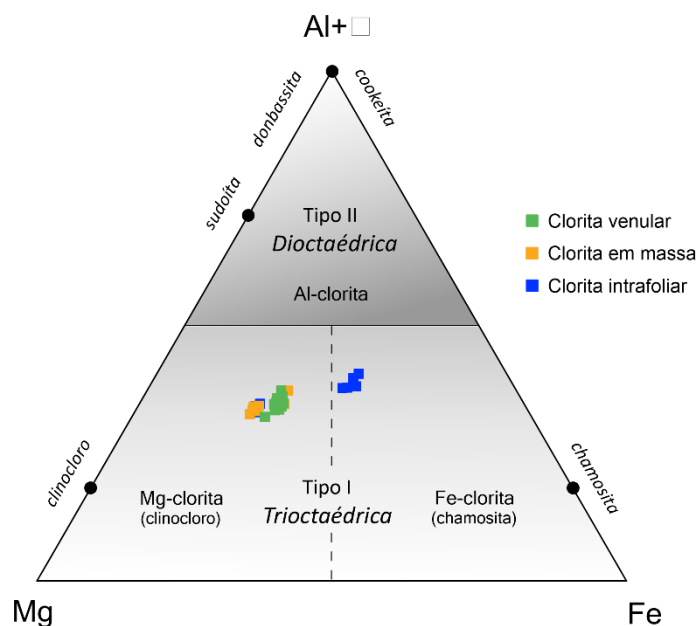 Al+□
donbassita
cookeíta
sudoíta
Tipo II
Dioctaédrica
Al-clorita
Clorita venular
Clorita em massa
Clorita intrafoliar
clinocloro
chamosita
Mg-clorita
(clinocloro)
Tipo I
Trioctaédrica
Fe-clorita
(chamosita)
Mg
Fe